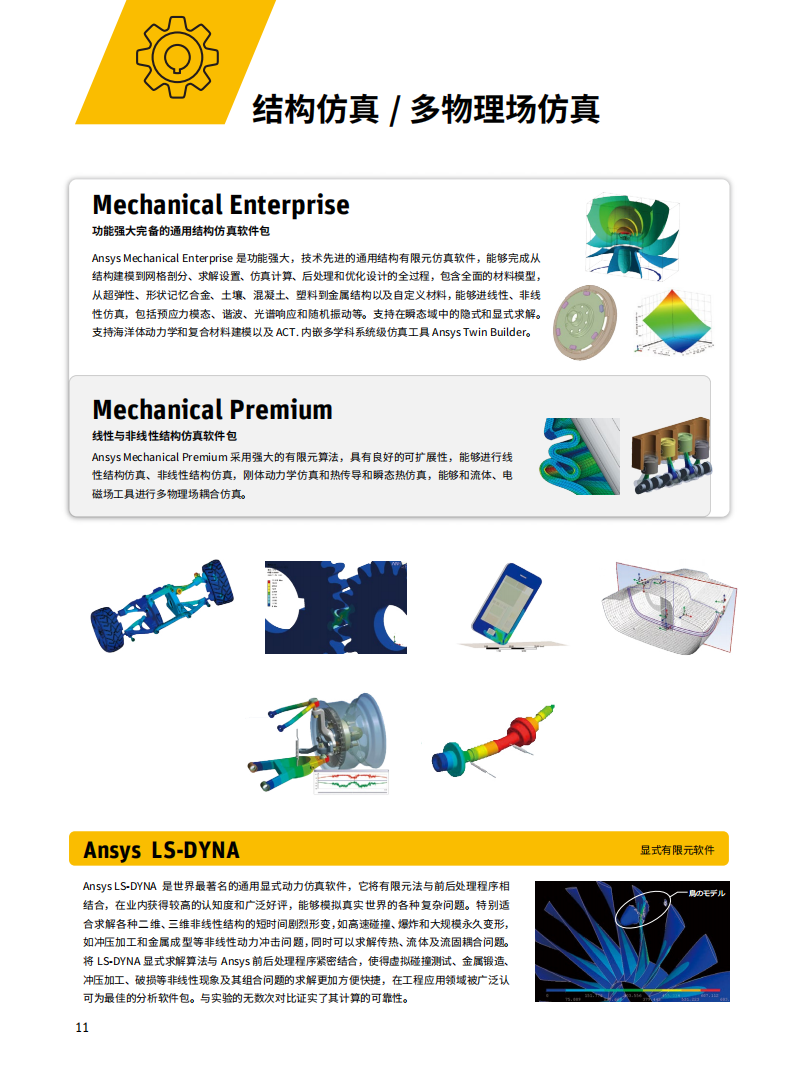 结构仿真 / 多物理场仿真
Mechanical Enterprise
功能强大完备的通用结构仿真软件包
Ansys Mechanical Enterprise 是功能强大，技术先进的通用结构有限元仿真软件，能够完成从
结构建模到网格剖分、求解设置、仿真计算、后处理和优化设计的全过程，包含全面的材料模型，
从超弹性、形状记忆合金、土壤、混凝土、塑料到金属结构以及自定义材料，能够进线性、非线
性仿真，包括预应力模态、谐波、光谱响应和随机振动等。支持在瞬态域中的隐式和显式求解。
支持海洋体动力学和复合材料建模以及 ACT. 内嵌多学科系统级仿真工具 Ansys Twin Builder。
Mechanical Premium
线性与非线性结构仿真软件包
Ansys Mechanical Premium 采用强大的有限元算法，具有良好的可扩展性，能够进行线
性结构仿真、非线性结构仿真，刚体动力学仿真和热传导和瞬态热仿真，能够和流体、电
磁场工具进行多物理场耦合仿真。
Ansys LS-DYNA
显式有限元软件
Ansys LS-DYNA 是世界最著名的通用显式动力仿真软件，它将有限元法与前后处理程序相
结合，在业内获得较高的认知度和广泛好评，能够模拟真实世界的各种复杂问题。特别适
合求解各种二维、三维非线性结构的短时间剧烈形变，如高速碰撞、爆炸和大规模永久变形，
如冲压加工和金属成型等非线性动力冲击问题，同时可以求解传热、流体及流固耦合问题。
将 LS-DYNA 显式求解算法与 Ansys 前后处理程序紧密结合，使得虚拟碰撞测试、金属锻造、
冲压加工、破损等非线性现象及其组合问题的求解更加方便快捷，在工程应用领域被广泛认
可为最佳的分析软件包。与实验的无数次对比证实了其计算的可靠性。
鳥のモデル
11